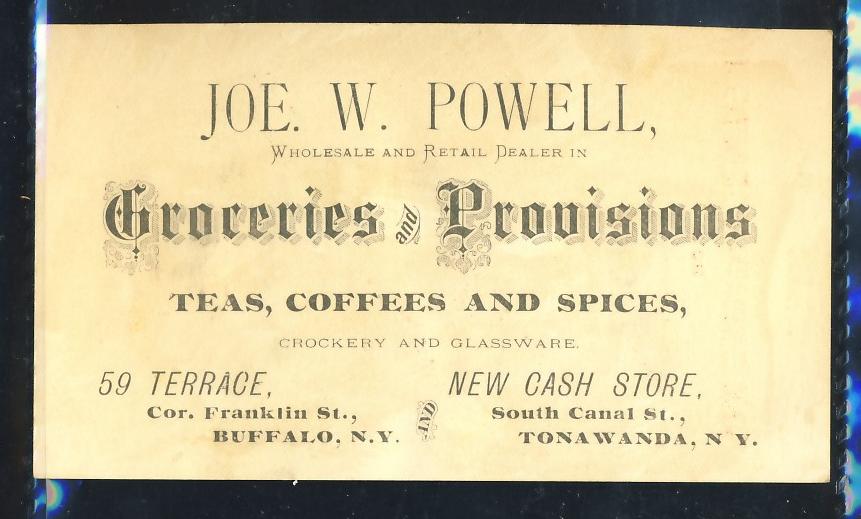 JOE. W. POWELL,
WHOLESALE AND RETAIL DEALER IN
Groceries and Provisions
TEAS, COFFEES AND SPICES,
CROCKERY AND GLASSWARE.
59 TERRACE,
Cor. Franklin St.,
BUFFALO, N.Y.
AND
NEW CASH STORE,
South Canal St.,
TONAWANDA, N Y.